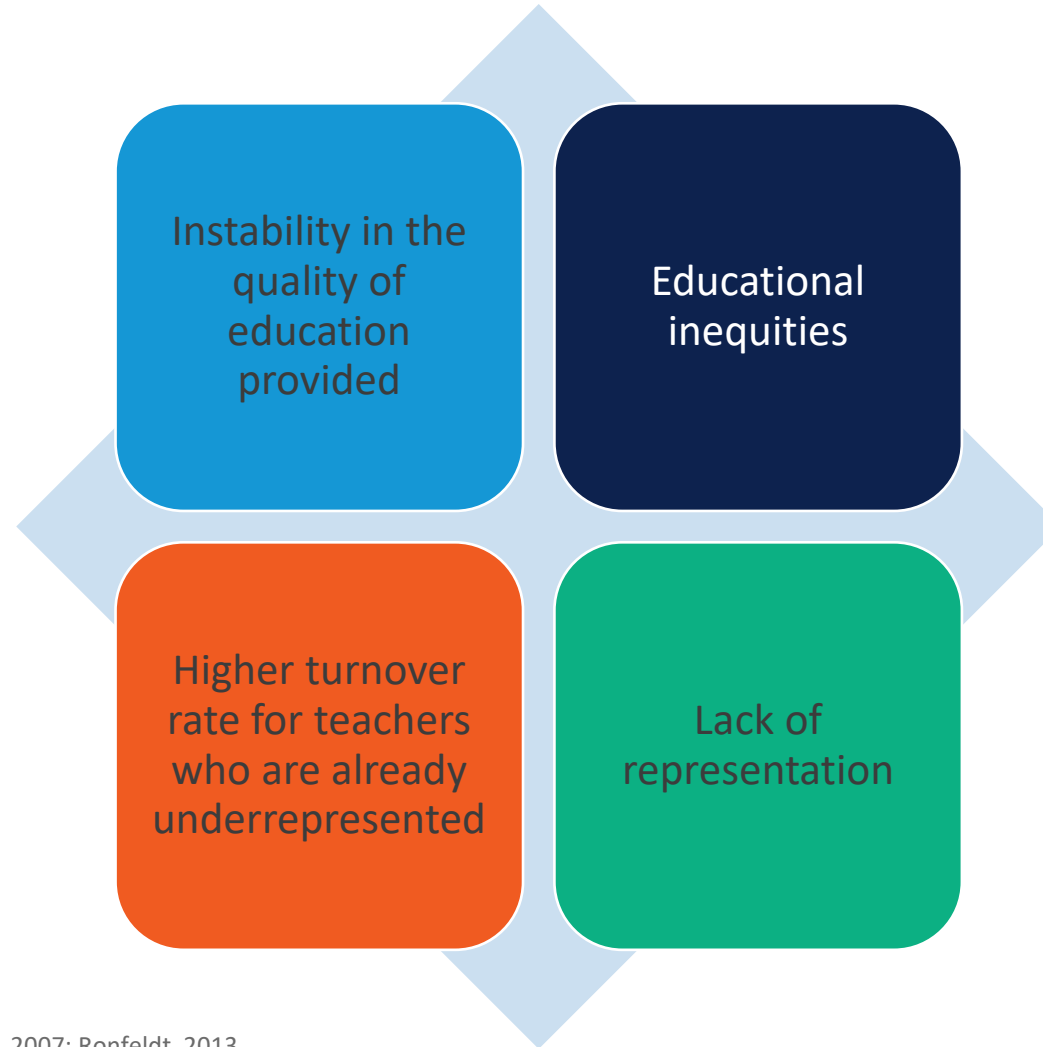 Instability in the
quality of
education
provided
Educational
inequities
Higher turnover
rate for teachers
who are already
underrepresented
Lack of
representation
2007; Ronfeldt, 2013